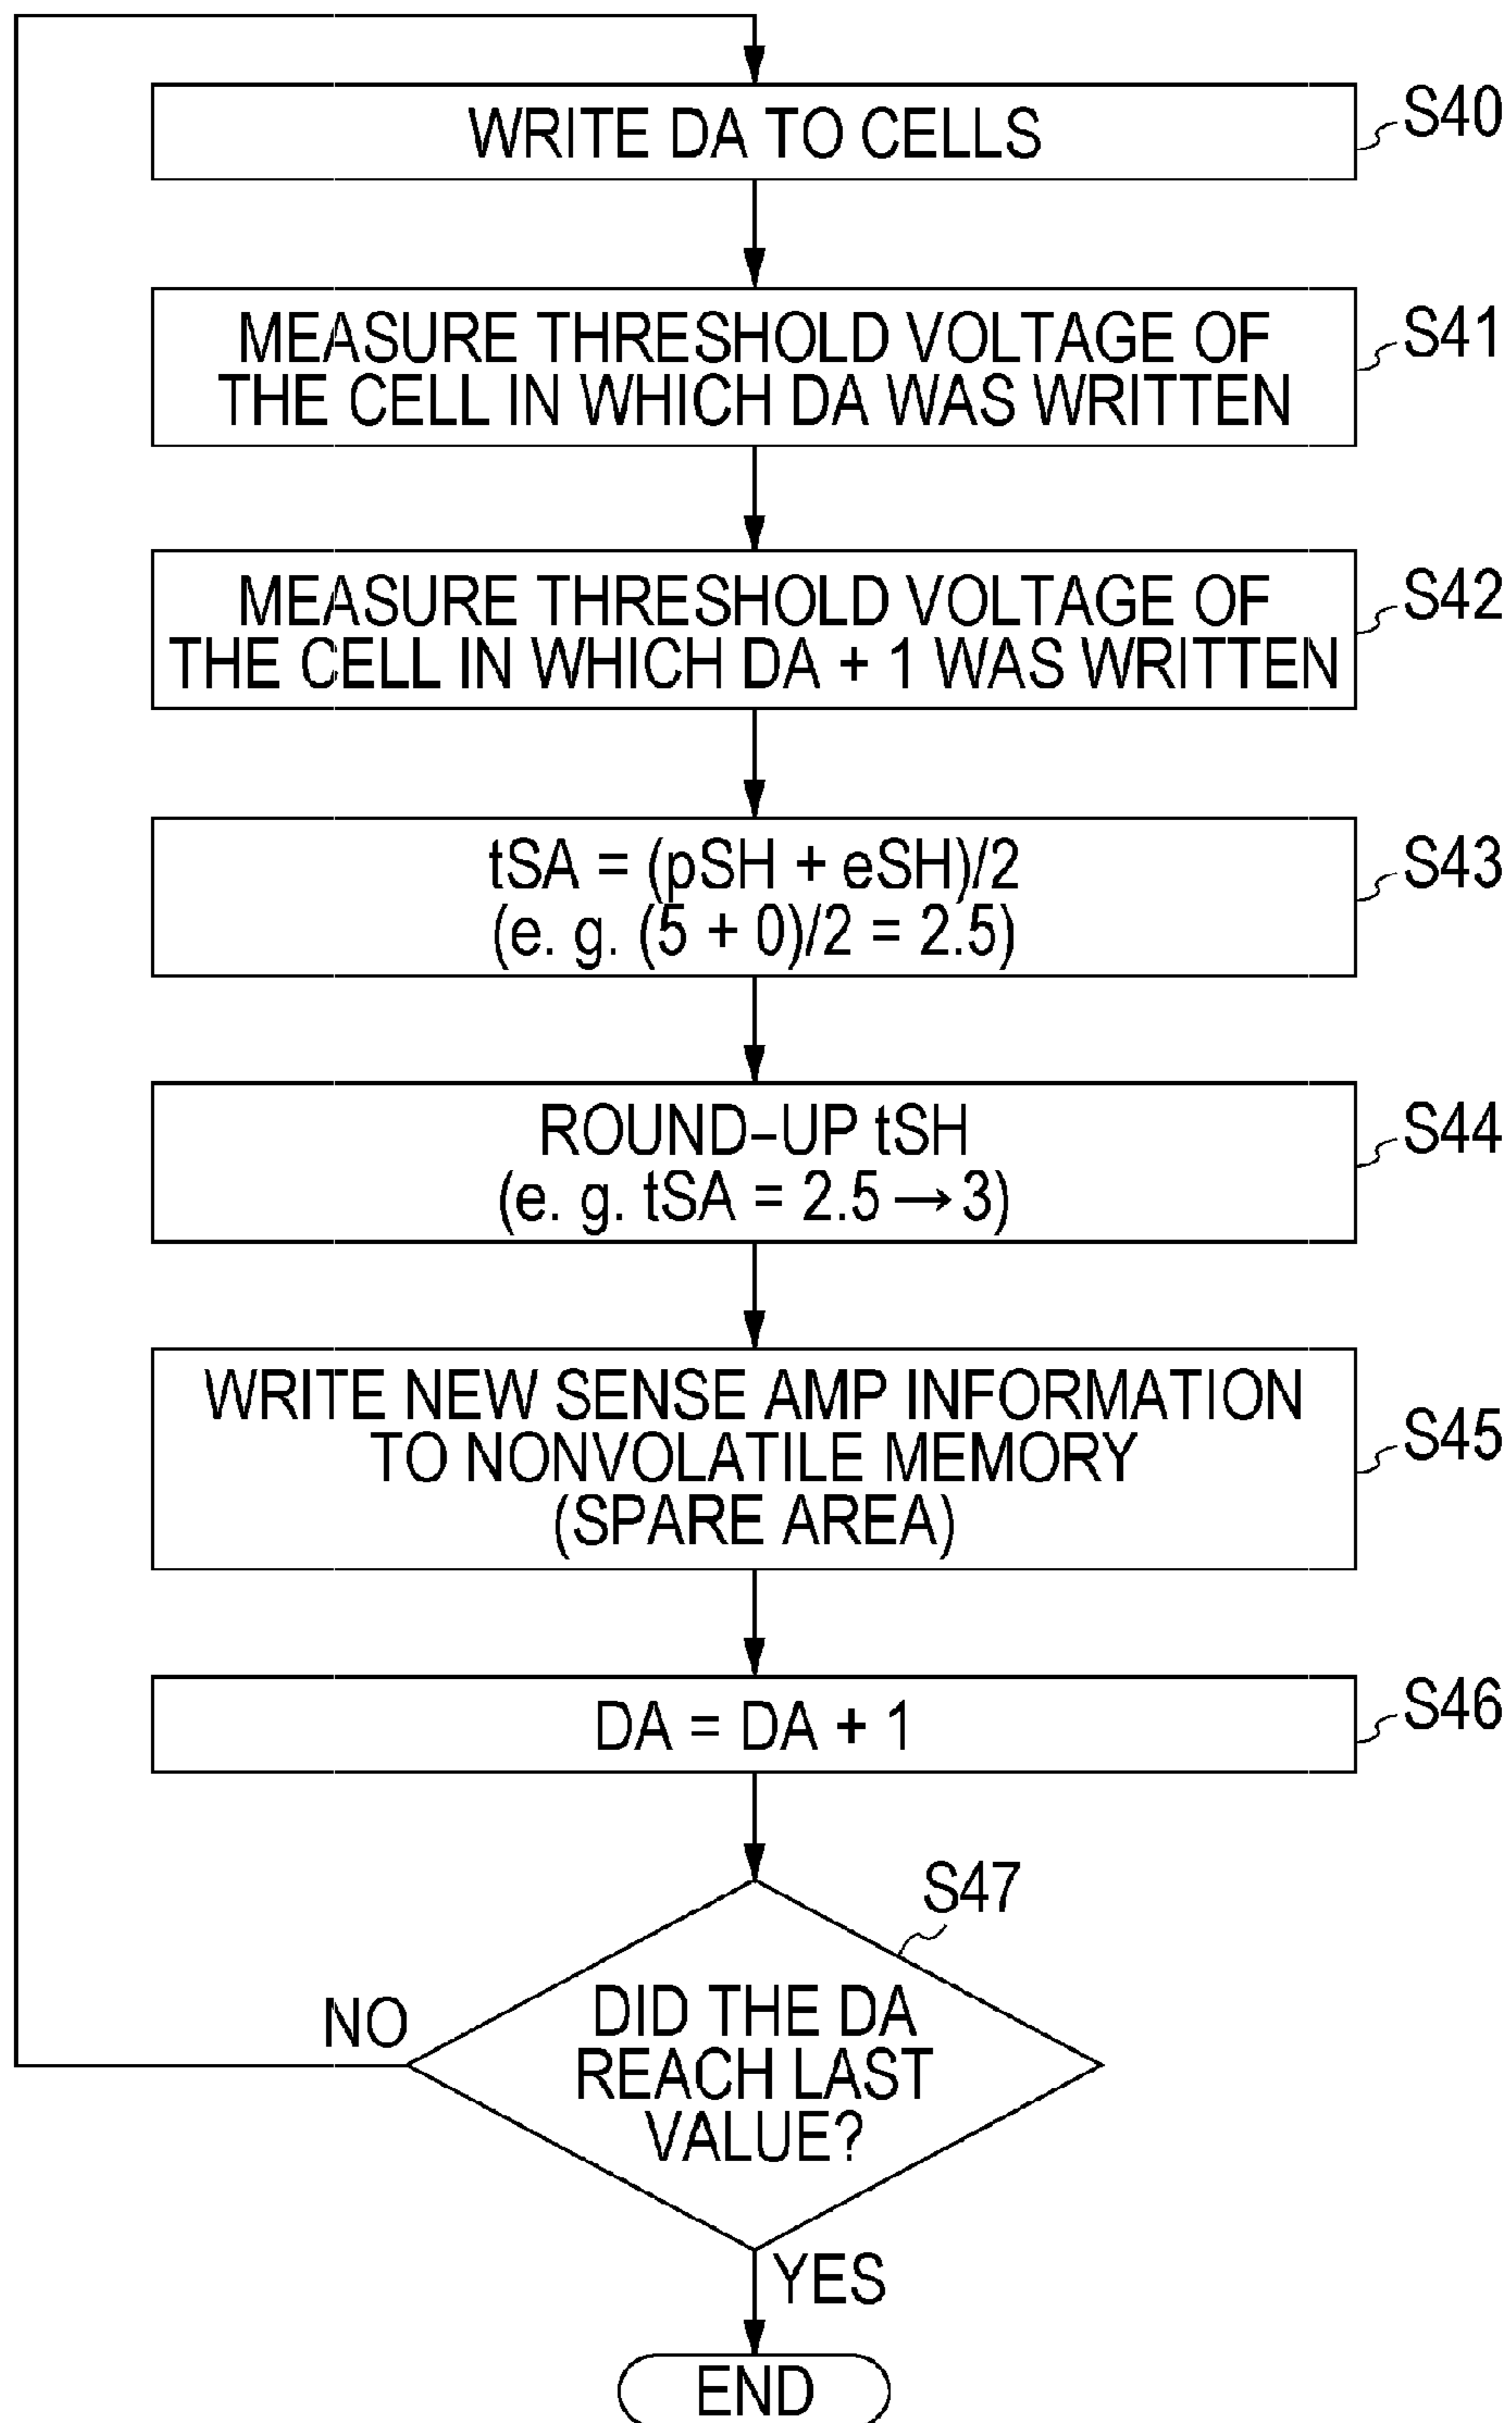 WRITE DA TO CELLS
S40
MEASURE THRESHOLD VOLTAGE OF
THE CELL IN WHICH DA WAS WRITTEN
S41
MEASURE THRESHOLD VOLTAGE OF
THE CELL IN WHICH DA + 1 WAS WRITTEN
S42
tSA = (pSH + eSH)/2
(e. g. (5 + 0)/2 = 2.5)
S43
ROUND–UP tSH
(e. g. tSA = 2.5 → 3)
S44
WRITE NEW SENSE AMP INFORMATION
TO NONVOLATILE MEMORY
(SPARE AREA)
S45
DA = DA + 1
S46
S47
DID THE DA
REACH LAST
VALUE?
NO
YES
END